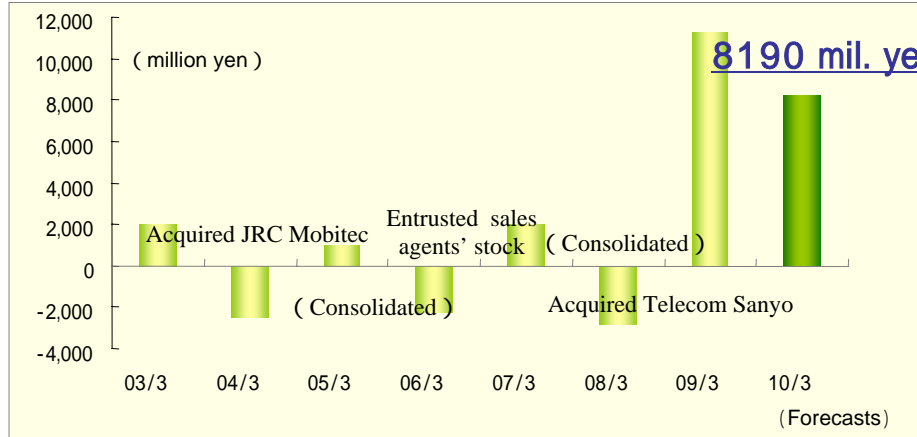 12,000
( million yen )
10,000
8190 mil. ye
8,000
6,000
4,000
2,000
Acquired JRC Mobitec
Entrusted sales
agents' stock
( Consolidated )
0
-2,000
( Consolidated )
Acquired Telecom Sanyo
-4,000
03/3 04/3 05/3 06/3 07/3 08/3 09/3 10/3
(Forecasts)